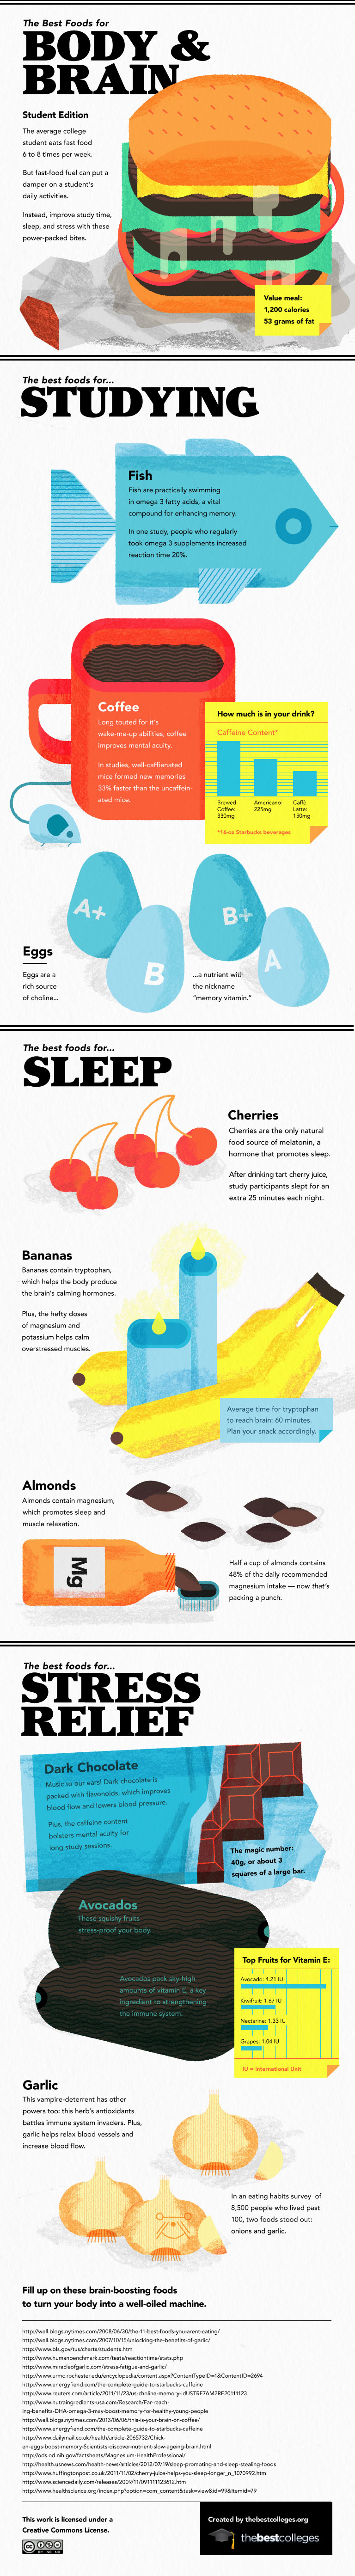 The Best Foods for
BODY &
BRAIN
Student Edition
The average college
student eats fast food
6 to 8 times per week.
But fast-food fuel can put a
damper on a student's
daily activities.
Instead, improve study time,
sleep, and stress with these
power-packed bites.
Value meal:
1,200 calories
53 grams of fat
The best foods for...
STUDYING
Fish
Fish are practically swimming
in omega 3 fatty acids, a vital
compound for enhancing memory.
In one study, people who regularly
took omega 3 supplements increased
reaction time 20%.
Coffee
Long touted for it's
wake-me-up abilities, coffee
improves mental acuity.
In studies, well-caffienated
mice formed new memories
33% faster than the uncaffein-
ated mice.
How much is in your drink?
Caffeine Content*
Brewed
Coffee:
330mg
Americano:
225mg
Caffè
Latte:
150mg
*16-oz Starbucks beverages
A+
B
B+
A
Eggs
Eggs are a
rich source
of choline...
...a nutrient with
the nickname
"memory vitamin."
The best foods for...
SLEEP
Cherries
Cherries are the only natural
food source of melatonin, a
hormone that promotes sleep.
After drinking tart cherry juice,
study participants slept for an
extra 25 minutes each night.
Bananas
Bananas contain tryptophan,
which helps the body produce
the brain's calming hormones.
Plus, the hefty doses
of magnesium and
potassium helps calm
overstressed muscles.
Average time for tryptophan
to reach brain: 60 minutes.
Plan your snack accordingly.
Almonds
Almonds contain magnesium,
which promotes sleep and
muscle relaxation.
Mg
Half a cup of almonds contains
48% of the daily recommended
magnesium intake — now that's
packing a punch.
The best foods for...
STRESS
RELIEF
Dark Chocolate
Music to our ears! Dark chocolate is
packed with flavonoids, which improves
blood flow and lowers blood pressure.
Plus, the caffeine content
bolsters mental acuity for
long study sessions.
The magic number:
40g, or about 3
squares of a large bar.
Avocados
These squishy fruits
stress-proof your body.
Avocados pack sky-high
amounts of vitamin E, a key
ingredient to strengthening
the immune system.
Top Fruits for Vitamin E:
Avocado: 4.21 IU
Kiwifruit: 1.67 IU
Nectarine: 1.33 IU
Grapes: 1.04 IU
IU = International Unit
Garlic
This vampire-deterrent has other
powers too: this herb's antioxidants
battles immune system invaders. Plus,
garlic helps relax blood vessels and
increase blood flow.
In an eating habits survey of
8,500 people who lived past
100, two foods stood out:
onions and garlic.
Fill up on these brain-boosting foods
to turn your body into a well-oiled machine.
http://well.blogs.nytimes.com/2008/06/30/the-11-best-foods-you-arent-eating/
http://well.blogs.nytimes.com/2007/10/15/unlocking-the-benefits-of-garlic/
http://www.bls.gov/tus/charts/students.htm
http://www.humanbenchmark.com/tests/reactiontime/stats.php
http://www.miracleofgarlic.com/stress-fatigue-and-garlic/
http://www.urmc.rochester.edu/encyclopedia/content.aspx?ContentTypeID=1&ContentID=2694
http://www.energyfiend.com/the-complete-guide-to-starbucks-caffeine
http://www.reuters.com/article/2011/11/23/us-choline-memory-idUSTRE7AM2RE20111123
http://www.nutraingredients-usa.com/Research/Far-reach-
ing-benefits-DHA-omega-3-may-boost-memory-for-healthy-young-people
http://well.blogs.nytimes.com/2013/06/06/this-is-your-brain-on-coffee/
http://www.energyfiend.com/the-complete-guide-to-starbucks-caffeine
http://www.dailymail.co.uk/health/article-2065732/Chicken-
en-eggs-boost-memory-Scientists-discover-nutrient-slow-ageing-brain.html
http://ods.od.nih.gov/factsheets/Magnesium-HealthProfessional/
http://health.usnews.com/health-news/articles/2012/07/19/sleep-promoting-and-sleep-stealing-foods
http://www.huffingtonpost.co.uk/2011/11/02/cherry-juice-helps-you-sleep-longer_n_1070992.html
http://www.sciencedaily.com/releases/2009/11/091111123612.htm
http://www.healthscience.org/index.php?option=com_content&task=view&id=99&Itemid=79
This work is licensed under a
Creative Commons License.
BY NC ND
Created by thebestcolleges.org
thebestcolleges